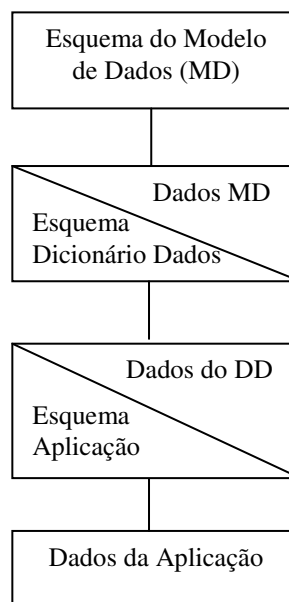 Esquema do Modelo
de Dados (MD)
Dados MD
Esquema
Dicionário Dados
Dados do DD
Esquema
Aplicação
Dados da Aplicação